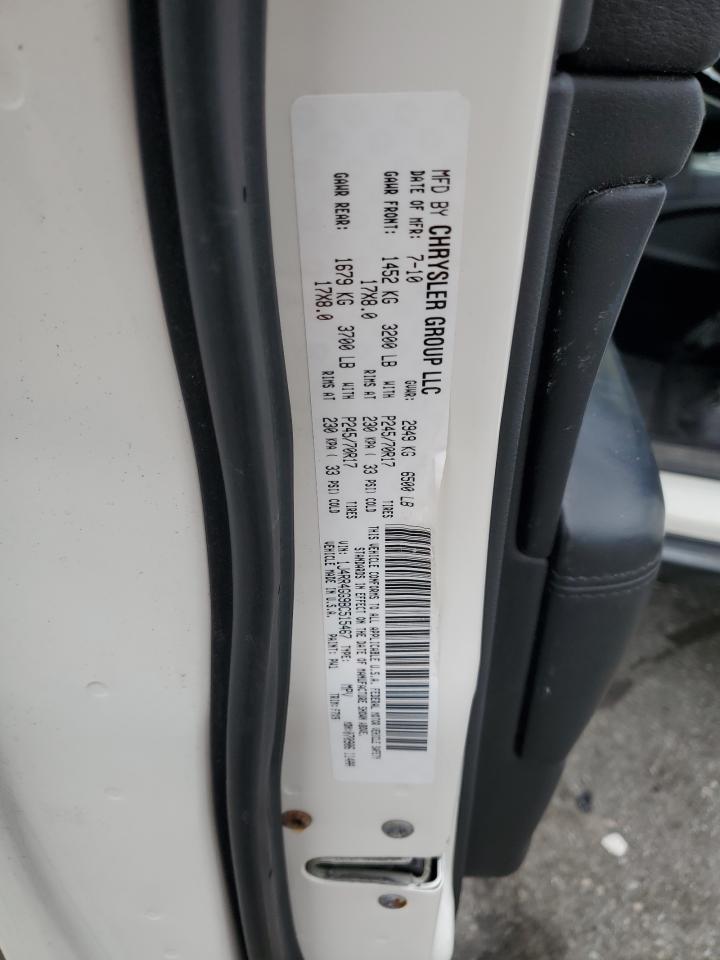 MFD BY CHRYSLER GROUP LLC
DATE OF MFR: 7-10 GVWR: 2949 KG 6500 LB
GAWR FRONT: 1452 KG 3200 LB WITH P245/70R17 TIRES
17X8.0 RIMS AT 230 KPA ( 33 PSI) COLD
GAWR REAR: 1679 KG 3700 LB WITH P245/70R17 TIRES
17X8.0 RIMS AT 230 KPA ( 33 PSI) COLD
THIS VEHICLE CONFORMS TO ALL APPLICABLE U.S.A. FEDERAL MOTOR VEHICLE SAFETY
STANDARDS IN EFFECT ON THE DATE OF MANUFACTURE SHOWN ABOVE.
VIN: 1J4RR4GG9BC515467 TYPE: MPV
VEHICLE MADE IN U.S.A. PAINT: PW1 TRIM: